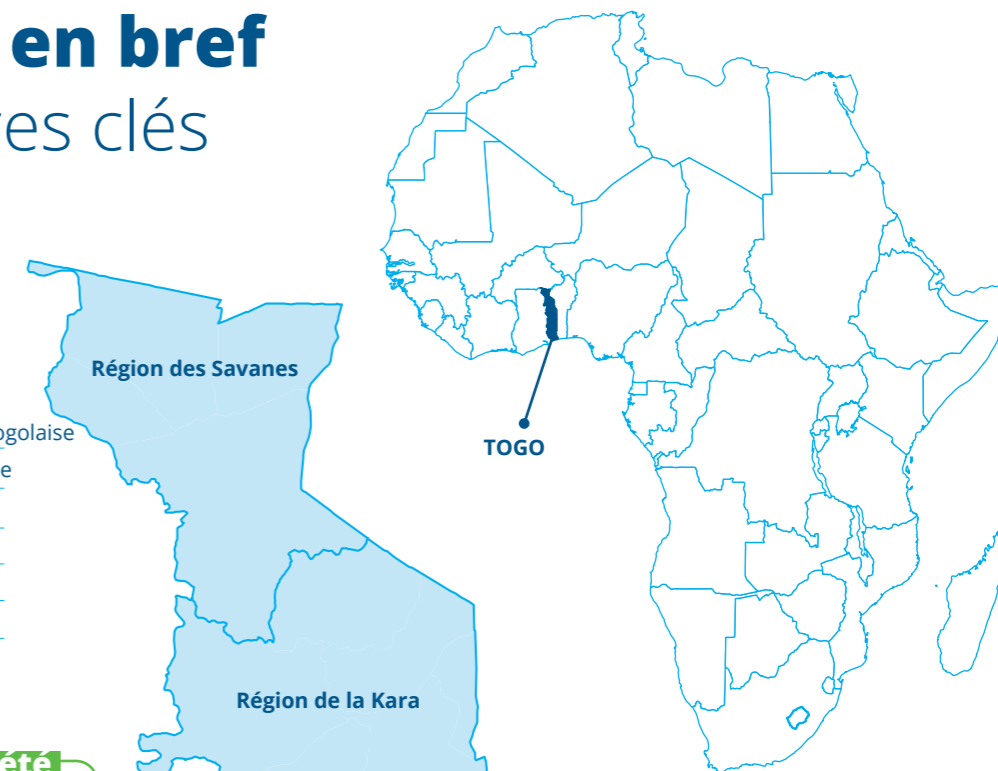 en bref
es clés
Région des Savanes
ogolaise
e
TOGO
Région de la Kara
été